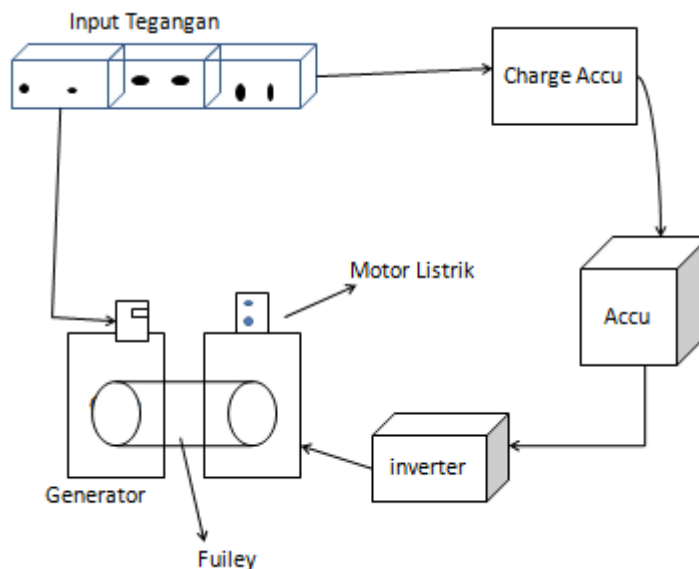 Input Tegangan
Charge Accu
Motor Listrik
Accu
inverter
Generator
Fuiley